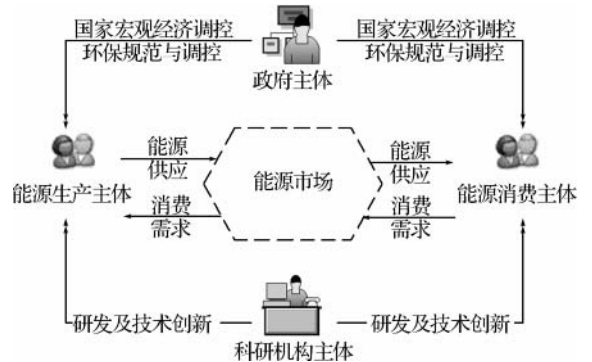 国家宏观经济调控
环保规范与调控
国家宏观经济调控
环保规范与调控
政府主体
能源
供应
能源市场
能源
供应
能源生产主体
能源消费主体
消费
需求
消费
需求
研发及技术创新
研发及技术创新
科研机构主体